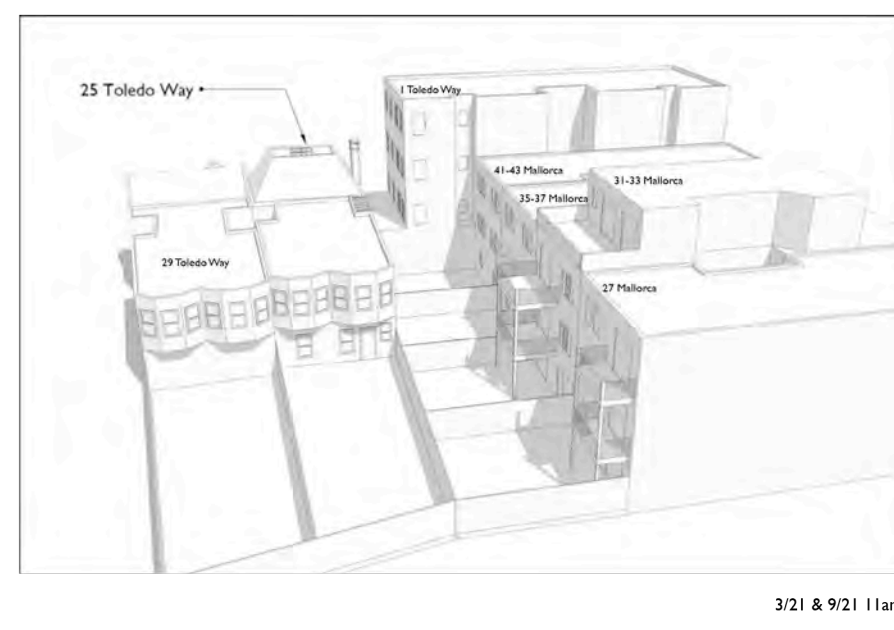 25 Toledo Way
1 Toledo Way
41-43 Mallorca
31-33 Mallorca
35-37 Mallorca
29 Toledo Way
27 Mallorca
3/21 & 9/21 11am